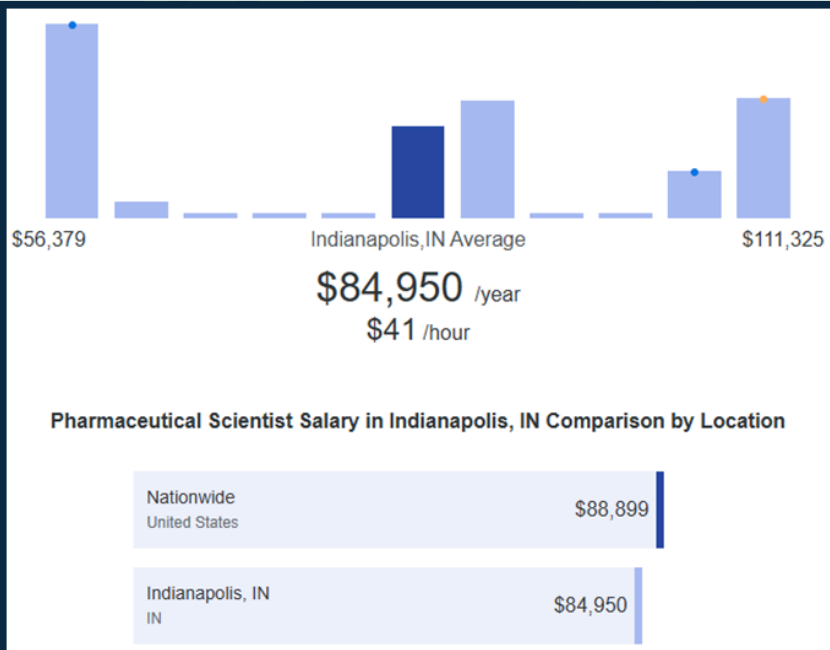 $56,379
Indianapolis,IN Average
$111,325
$84,950 /year
$41 /hour
Pharmaceutical Scientist Salary in Indianapolis, IN Comparison by Location
Nationwide
United States
$88,899
Indianapolis, IN
IN
$84,950